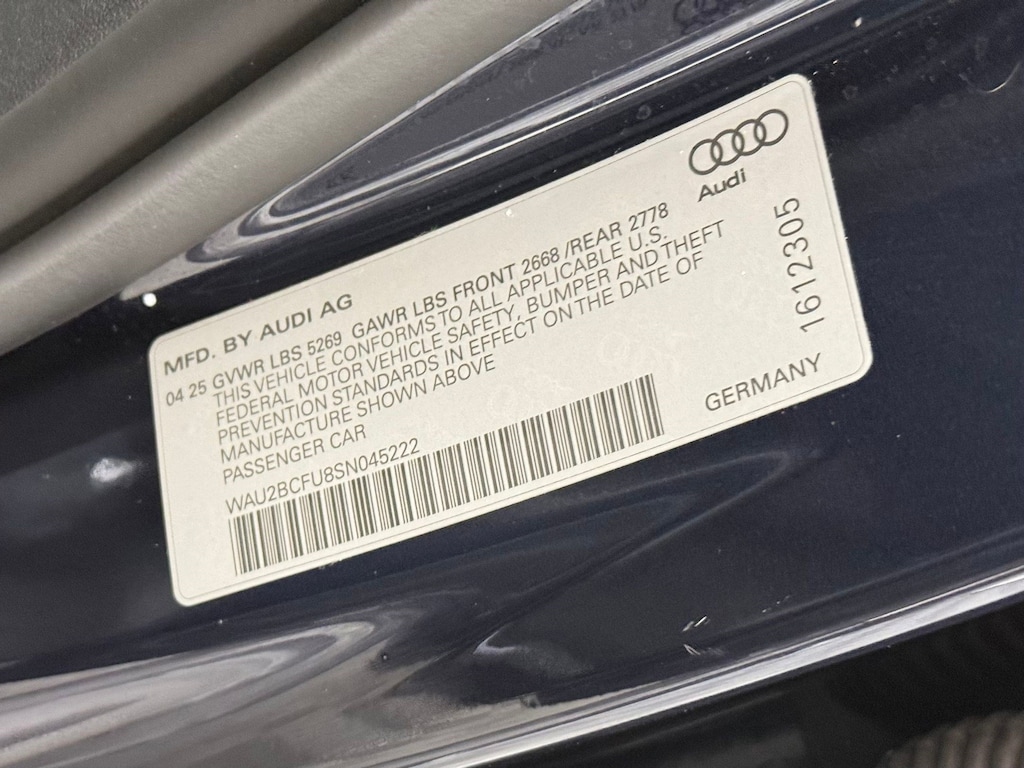 Audi
MFD. BY AUDI AG
04 25 GVWR LBS 5269 GAWR LBS FRONT 2668 /REAR 2778
THIS VEHICLE CONFORMS TO ALL APPLICABLE U.S.
FEDERAL MOTOR VEHICLE SAFETY, BUMPER AND THEFT
PREVENTION STANDARDS IN EFFECT ON THE DATE OF
MANUFACTURE SHOWN ABOVE
PASSENGER CAR
WAU2BCFU8SN045222
GERMANY
1612305